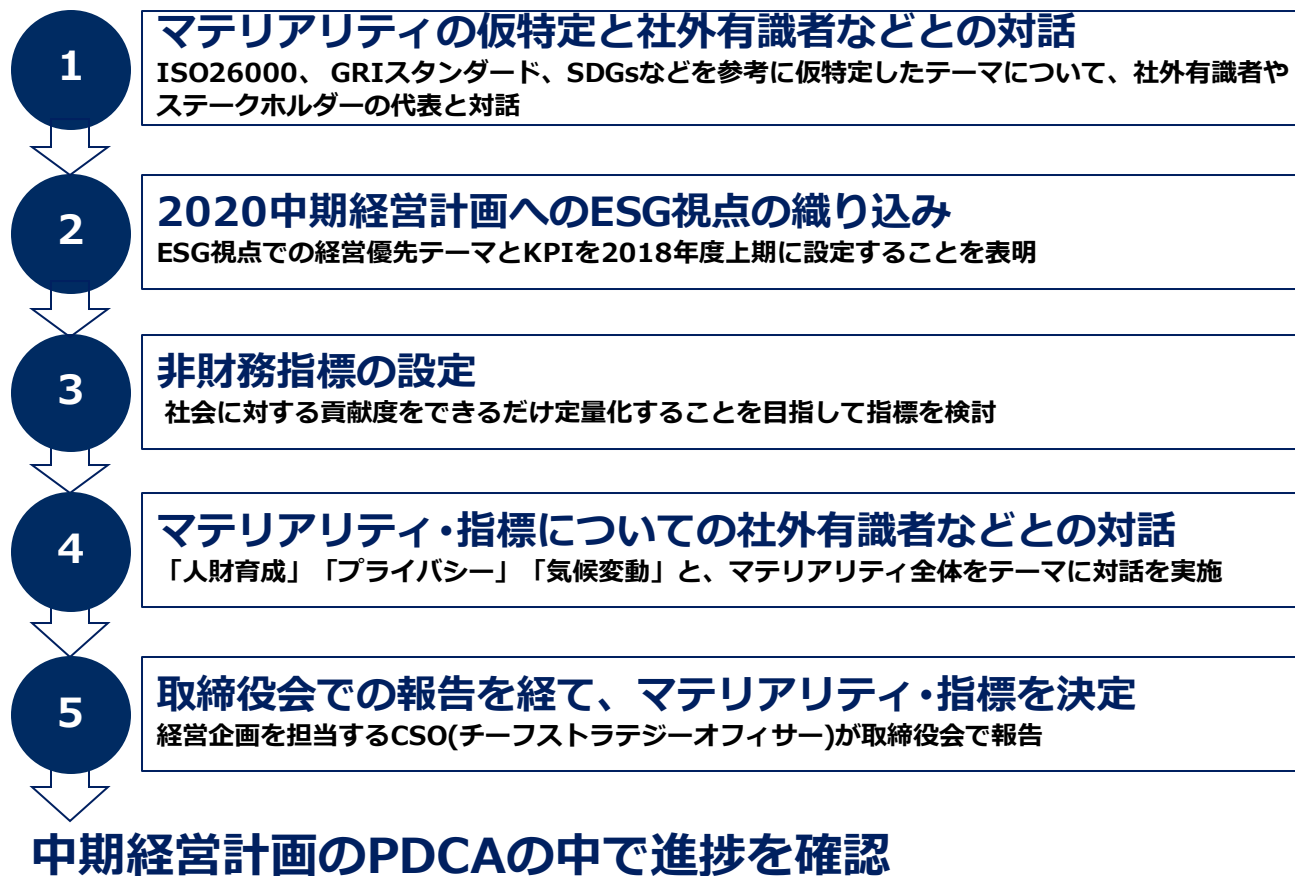 1
マテリアリティの仮特定と社外有識者などとの対話
ISO26000、 GRIスタンダード、SDGsなどを参考に仮特定したテーマについて、社外有識者や
ステークホルダーの代表と対話
2
2020中期経営計画へのESG視点の織り込み
ESG視点での経営優先テーマとKPIを2018年度上期に設定することを表明
3
非財務指標の設定
社会に対する貢献度をできるだけ定量化することを目指して指標を検討
4
マテリアリティ・指標についての社外有識者などとの対話
「人財育成」「プライバシー」「気候変動」と、マテリアリティ全体をテーマに対話を実施
5
取締役会での報告を経て、マテリアリティ・指標を決定
経営企画を担当するCSO(チーフストラテジーオフィサー)が取締役会で報告
中期経営計画のPDCAの中で進捗を確認